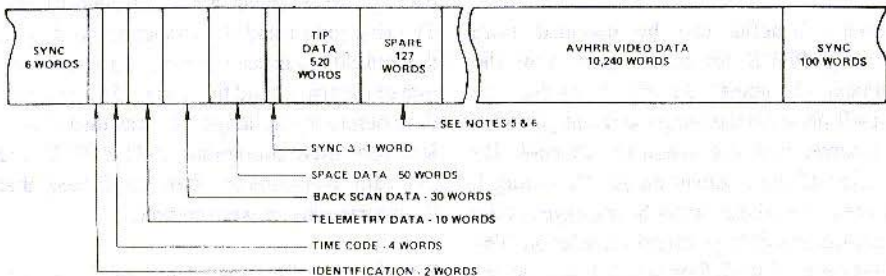 SYNC
6 WORDS
TIP
DATA
520
WORDS
SPARE
127
WORDS
AVHRR VIDEO DATA
10,240 WORDS
SYNC
100 WORDS
SEE NOTES 5 & 6
SYNC Δ - 1 WORD
SPACE DATA - 50 WORDS
BACK SCAN DATA - 30 WORDS
TELEMETRY DATA - 10 WORDS
TIME CODE - 4 WORDS
IDENTIFICATION - 2 WORDS